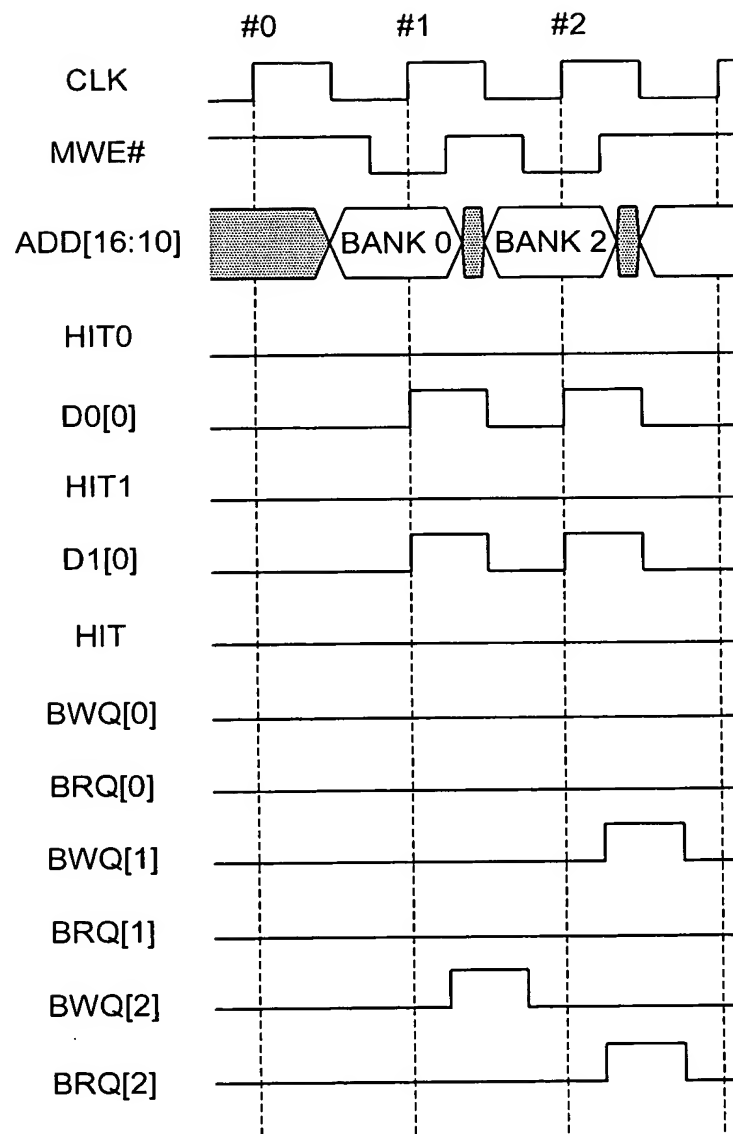 #0 #1 #2
CLK
MWE#
ADD[16:10] BANK 0 BANK 2
HIT0
D0[0]
HIT1
D1[0]
HIT
BWQ[0]
BRQ[0]
BWQ[1]
BRQ[1]
BWQ[2]
BRQ[2]